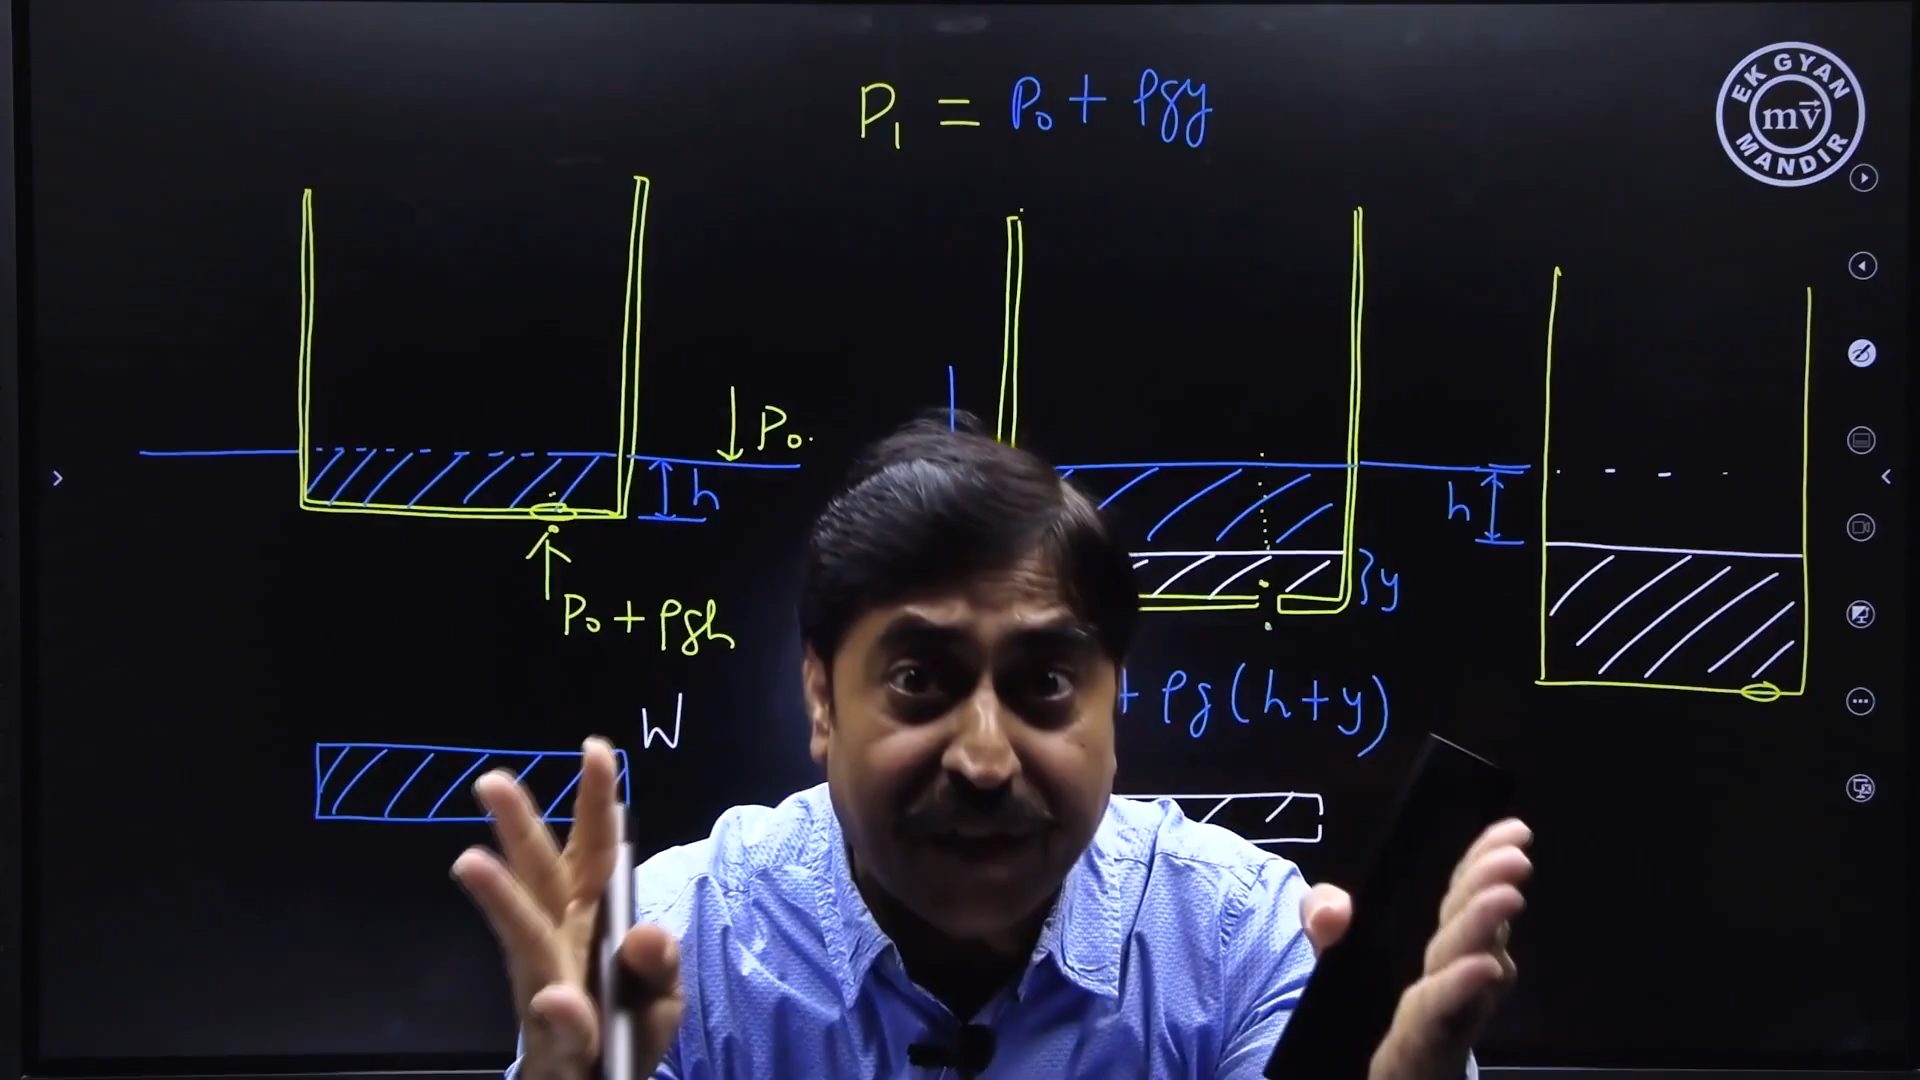 P₁ = P₀ + ρgy
EK GYAN
mv⃗
MANDIR
P₀
h
h
y
P₀ + ρgh
+ ρg(h+y)
W